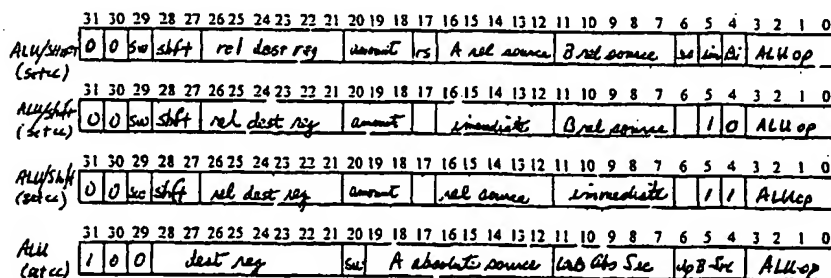 31 30 29 28 27 26 25 24 23 22 21 20 19 18 17 16 15 14 13 12 11 10 9 8 7 6 5 4 3 2 1 0
ALU/Shift (setcc) 0 0 sw shft rel dest reg amount rs A rel source B rel source im Bi ALU op
31 30 29 28 27 26 25 24 23 22 21 20 19 18 17 16 15 14 13 12 11 10 9 8 7 6 5 4 3 2 1 0
ALU/Shft (setcc) 0 0 sw shft rel dest reg amount immediate B rel source 1 0 ALU op
31 30 29 28 27 26 25 24 23 22 21 20 19 18 17 16 15 14 13 12 11 10 9 8 7 6 5 4 3 2 1 0
ALU/Shft (setcc) 0 0 shft rel dest reg amount rel source immediate 1 1 ALU op
31 30 29 28 27 26 25 24 23 22 21 20 19 18 17 16 15 14 13 12 11 10 9 8 7 6 5 4 3 2 1 0
ALU 1 0 0 dest reg A absolute source Abs B ALU op